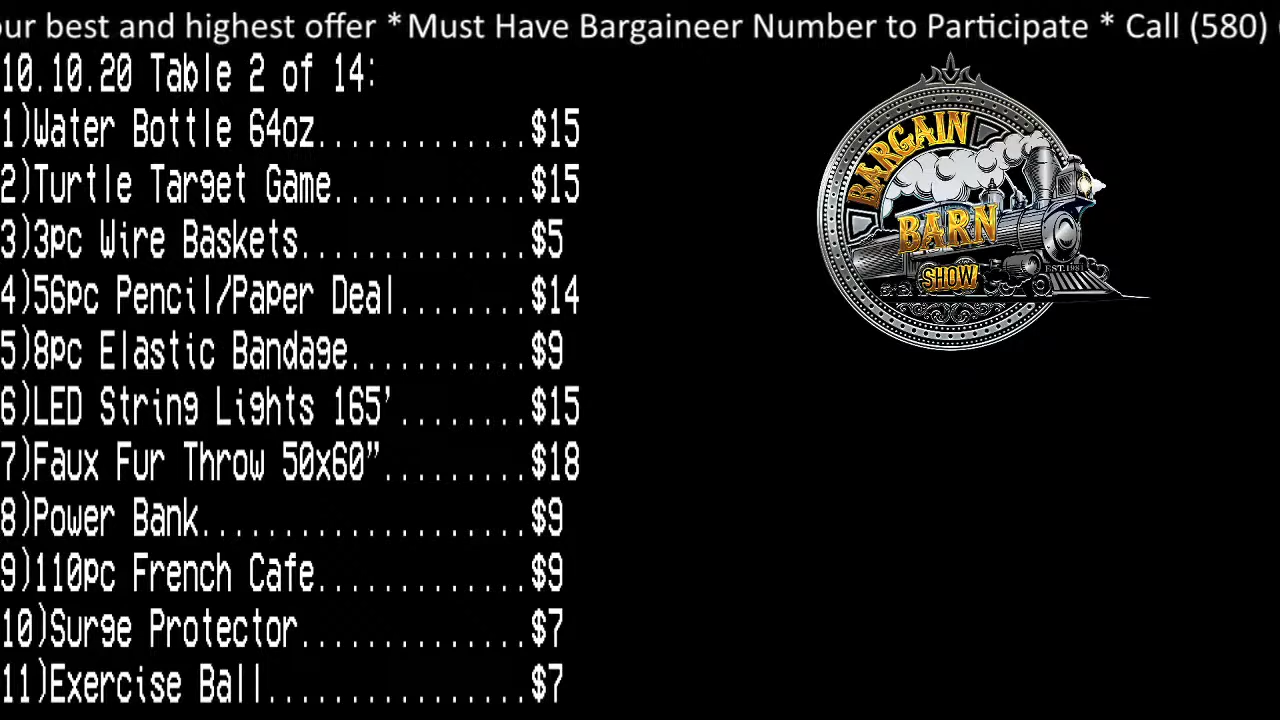 our best and highest offer *Must Have Bargaineer Number to Participate * Call (580)
10.10.20 Table 2 of 14:
1)Water Bottle 64oz.............$15
2)Turtle Target Game............$15
3)3pc Wire Baskets..............$5
4)56pc Pencil/Paper Deal........$14
5)8pc Elastic Bandage...........$9
6)LED String Lights 165'........$15
7)Faux Fur Throw 50x60".........$18
8)Power Bank....................$9
9)110pc French Cafe.............$9
10)Surge Protector..............$7
11)Exercise Ball................$7
BARGAIN
BARN
SHOW
EST.1981